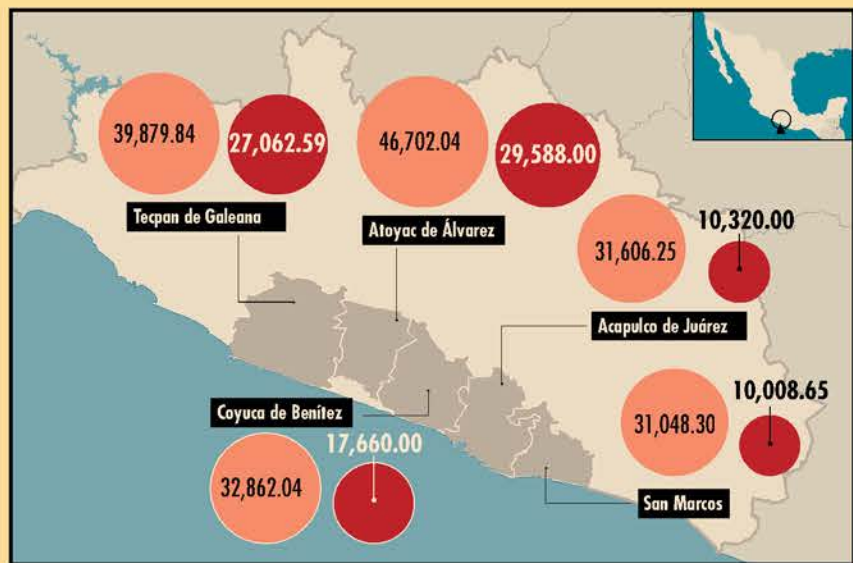 39,879.84
27,062.59
Tecpan de Galeana
46,702.04
29,588.00
Atoyac de Álvarez
31,606.25
10,320.00
Acapulco de Juárez
Coyuca de Benítez
32,862.04
17,660.00
31,048.30
10,008.65
San Marcos